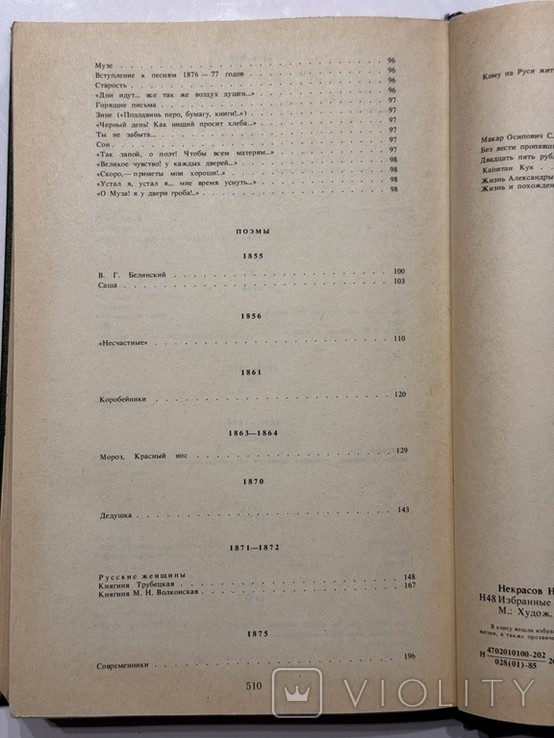 Музе . . . 96
Вступление к песням 1876—77 годов . . . 96
Старость . . . 96
«Дни идут... все так же воздух душен...» . . . 96
Горящие письма . . . 97
Зине («Пододвинь перо, бумагу, книги!..») . . . 97
«Черный день! Как нищий просит хлеба...» . . . 97
Ты не забыта... . . . 97
Сон . . . 97
«Так запой, о поэт! Чтобы всем матерям...» . . . 97
«Великое чувство! у каждых дверей...» . . . 98
«Скоро,— приметы мои хороши!..» . . . 98
«Устал я, устал я... мне время уснуть...» . . . 98
«О Муза! я у двери гроба!..» . . . 98
ПОЭМЫ
1855
В. Г. Белинский . . . 100
Саша . . . 103
1856
«Несчастные» . . . 110
1861
Коробейники . . . 120
1863—1864
Мороз, Красный нос . . . 129
1870
Дедушка . . . 143
1871—1872
Русские женщины
Княгиня Трубецкая . . . 148
Княгиня М. Н. Волконская . . . 167
1875
Современники . . . 196
510
Кому на Руси жит
Макар Осипович С
Без вести пропавш
Двадцать пять рубл
Капитан Кук . .
Жизнь Александры
Жизнь и похожден
Некрасов Н
Н48 Избранные
М.: Худож.
В книгу вошли избра
а также прозаич
Н 4702010100-202
028(01)-85
VIOLITY